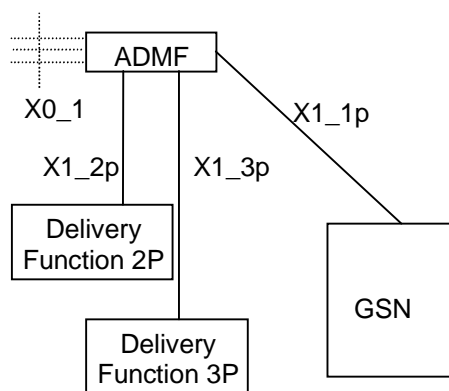 ADMF
X0_1
X1_1p
X1_2p
X1_3p
Delivery
Function 2P
GSN
Delivery
Function 3P